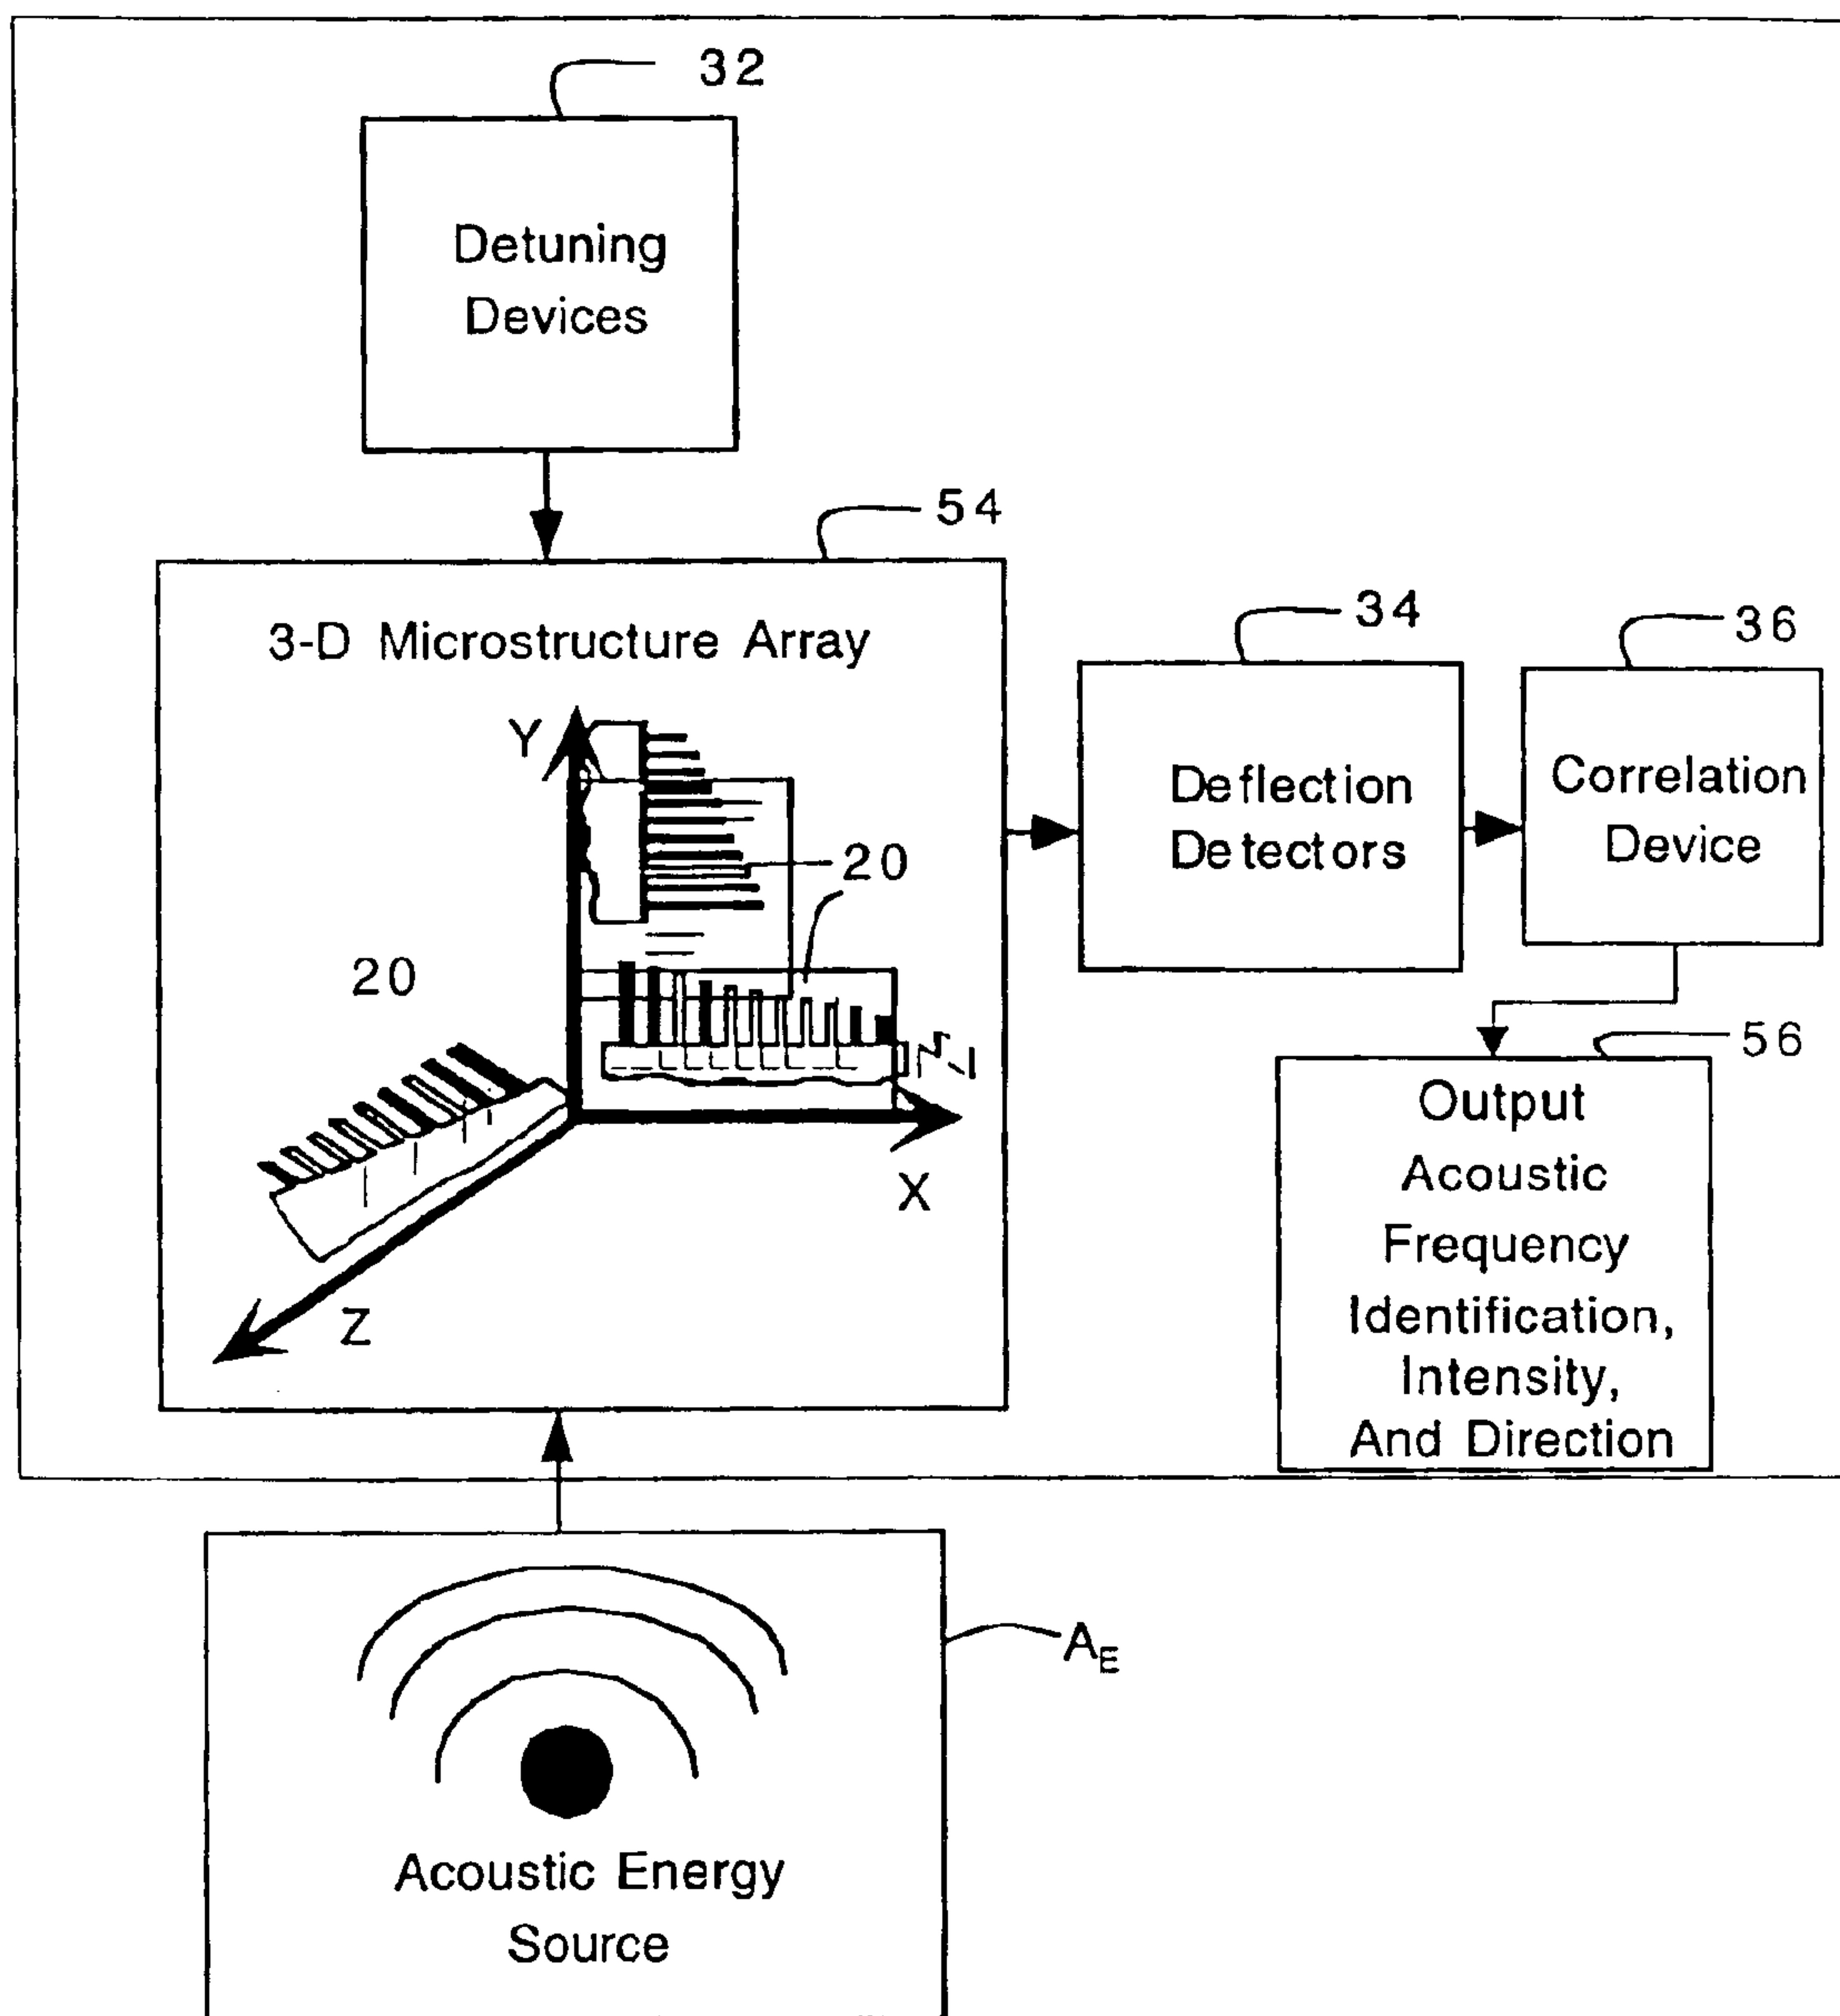 32
Detuning
Devices
54
3-D Microstructure Array
34
36
Y
Deflection
Detectors
Correlation
Device
20
20
X
Z
56
Output
Acoustic
Frequency
Identification,
Intensity,
And Direction
AE
Acoustic Energy
Source